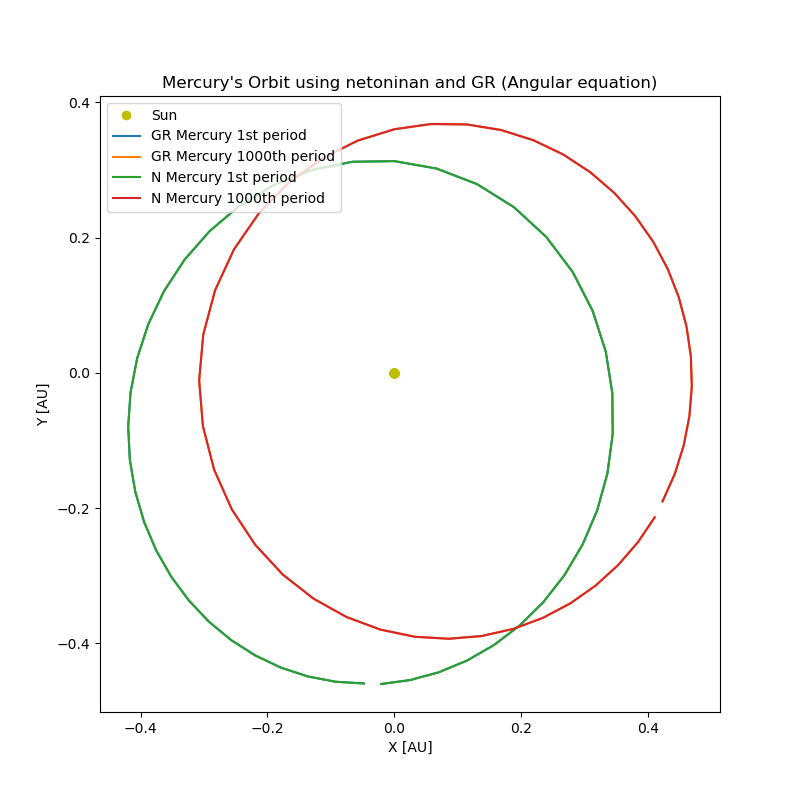 Mercury's Orbit using netoninan and GR (Angular equation)
Sun
GR Mercury 1st period
GR Mercury 1000th period
N Mercury 1st period
N Mercury 1000th period
0.4
0.2
0.0
−0.2
−0.4
Y [AU]
−0.4
−0.2
0.0
0.2
0.4
X [AU]